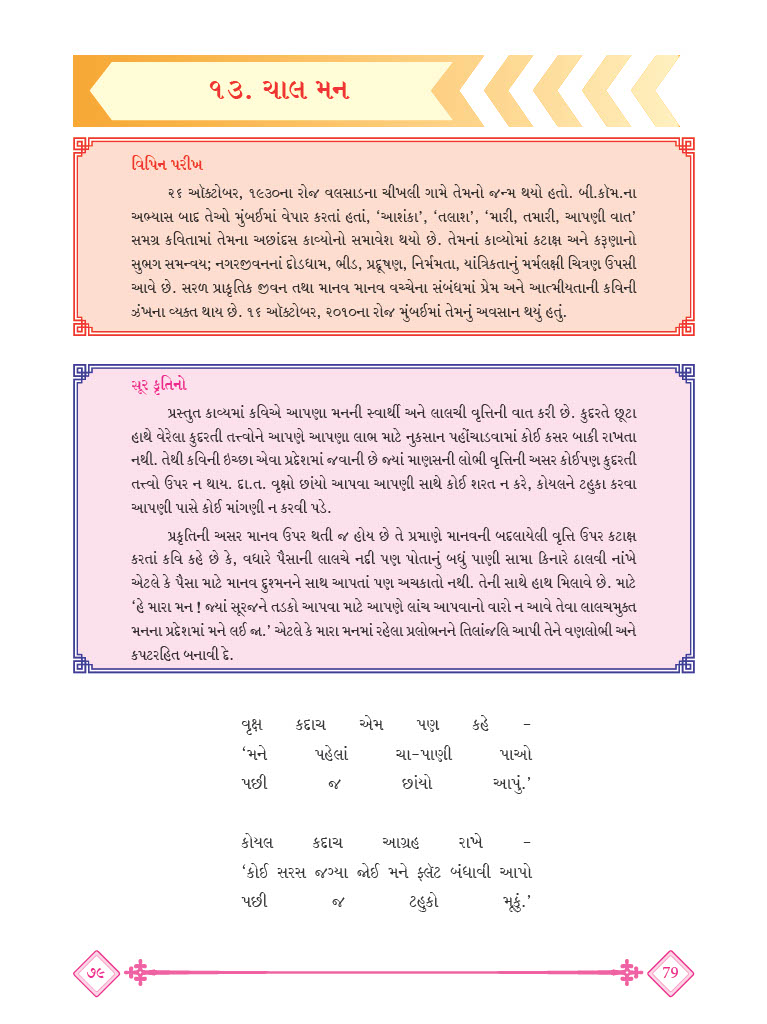 ૧૩. ચાલ મન
વિપિન પરીખ
૨૬ ઑક્ટોબર, ૧૯૩૦ના રોજ વલસાડના ચીખલી ગામે તેમનો જન્મ થયો હતો. બી.કૉમ.ના
અભ્યાસ બાદ તેઓ મુંબઈમાં વેપાર કરતાં હતાં, ‘આશંકા’, ‘તલાશ’, ‘મારી, તમારી, આપણી વાત’
સમગ્ર કવિતામાં તેમના અછાંદસ કાવ્યોનો સમાવેશ થયો છે. તેમનાં કાવ્યોમાં કટાક્ષ અને કરૂણાનો
સુભગ સમન્વય; નગરજીવનનાં દોડધામ, ભીડ, પ્રદૂષણ, નિર્મમતા, યાંત્રિકતાનું મર્મલક્ષી ચિત્રણ ઉપસી
આવે છે. સરળ પ્રાકૃતિક જીવન તથા માનવ માનવ વચ્ચેના સંબંધમાં પ્રેમ અને આત્મીયતાની કવિની
ઝંખના વ્યક્ત થાય છે. ૧૬ ઑક્ટોબર, ૨૦૧૦ના રોજ મુંબઈમાં તેમનું અવસાન થયું હતું.
સૂર કૃતિનો
પ્રસ્તુત કાવ્યમાં કવિએ આપણા મનની સ્વાર્થી અને લાલચી વૃત્તિની વાત કરી છે. કુદરતે છૂટા
હાથે વેરેલા કુદરતી તત્ત્વોને આપણે આપણા લાભ માટે નુકસાન પહોંચાડવામાં કોઈ કસર બાકી રાખતા
નથી. તેથી કવિની ઇચ્છા એવા પ્રદેશમાં જવાની છે જ્યાં માણસની લોભી વૃત્તિની અસર કોઈપણ કુદરતી
તત્ત્વો ઉપર ન થાય. દા.ત. વૃક્ષો છાંયો આપવા આપણી સાથે કોઈ શરત ન કરે, કોયલને ટહુકા કરવા
આપણી પાસે કોઈ માંગણી ન કરવી પડે.
પ્રકૃતિની અસર માનવ ઉપર થતી જ હોય છે તે પ્રમાણે માનવની બદલાયેલી વૃત્તિ ઉપર કટાક્ષ
કરતાં કવિ કહે છે કે, વધારે પૈસાની લાલચે નદી પણ પોતાનું બધું પાણી સામા કિનારે ઠાલવી નાંખે
એટલે કે પૈસા માટે માનવ દુશ્મનને સાથ આપતાં પણ અચકાતો નથી. તેની સાથે હાથ મિલાવે છે. માટે
‘હે મારા મન ! જ્યાં સૂરજને તડકો આપવા માટે આપણે લાંચ આપવાનો વારો ન આવે તેવા લાલચમુક્ત
મનના પ્રદેશમાં મને લઈ જા.’ એટલે કે મારા મનમાં રહેલા પ્રલોભનને તિલાંજલિ આપી તેને વણલોભી અને
કપટરહિત બનાવી દે.
વૃક્ષ કદાચ એમ પણ કહે -
‘મને પહેલાં ચા-પાણી પાઓ
પછી જ છાંયો આપું.’
કોયલ કદાચ આગ્રહ રાખે -
‘કોઈ સરસ જગ્યા જોઈ મને ફ્લૅટ બંધાવી આપો
પછી જ ટહુકો મૂકું.’
૭૯ 79